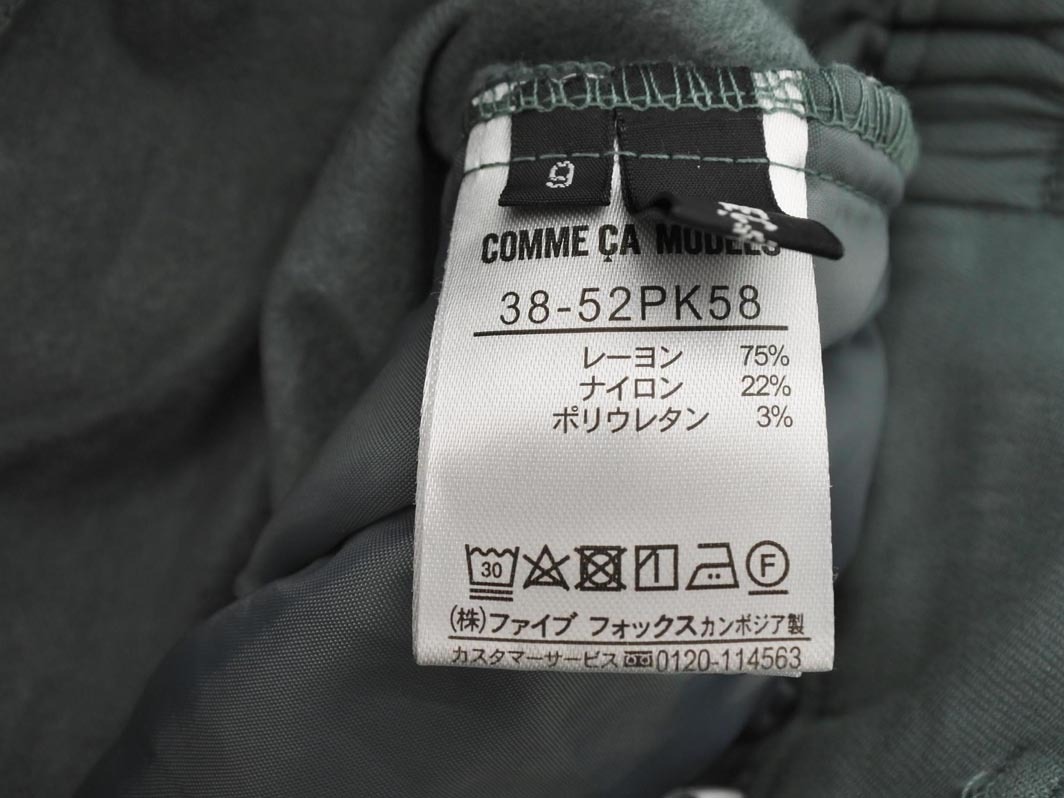 9
COMME ÇA MODELS
38-52PK58
レーヨン 75%
ナイロン 22%
ポリウレタン 3%
30 F
(株)ファイブ フォックスカンボジア製
カスタマーサービス 0120-114563